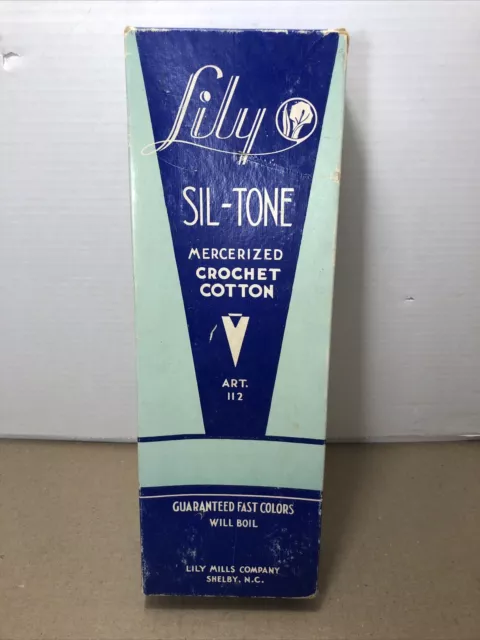 Lily
SIL-TONE
MERCERIZED
CROCHET
COTTON
ART.
112
GUARANTEED FAST COLORS
WILL BOIL
LILY MILLS COMPANY
SHELBY, N.C.